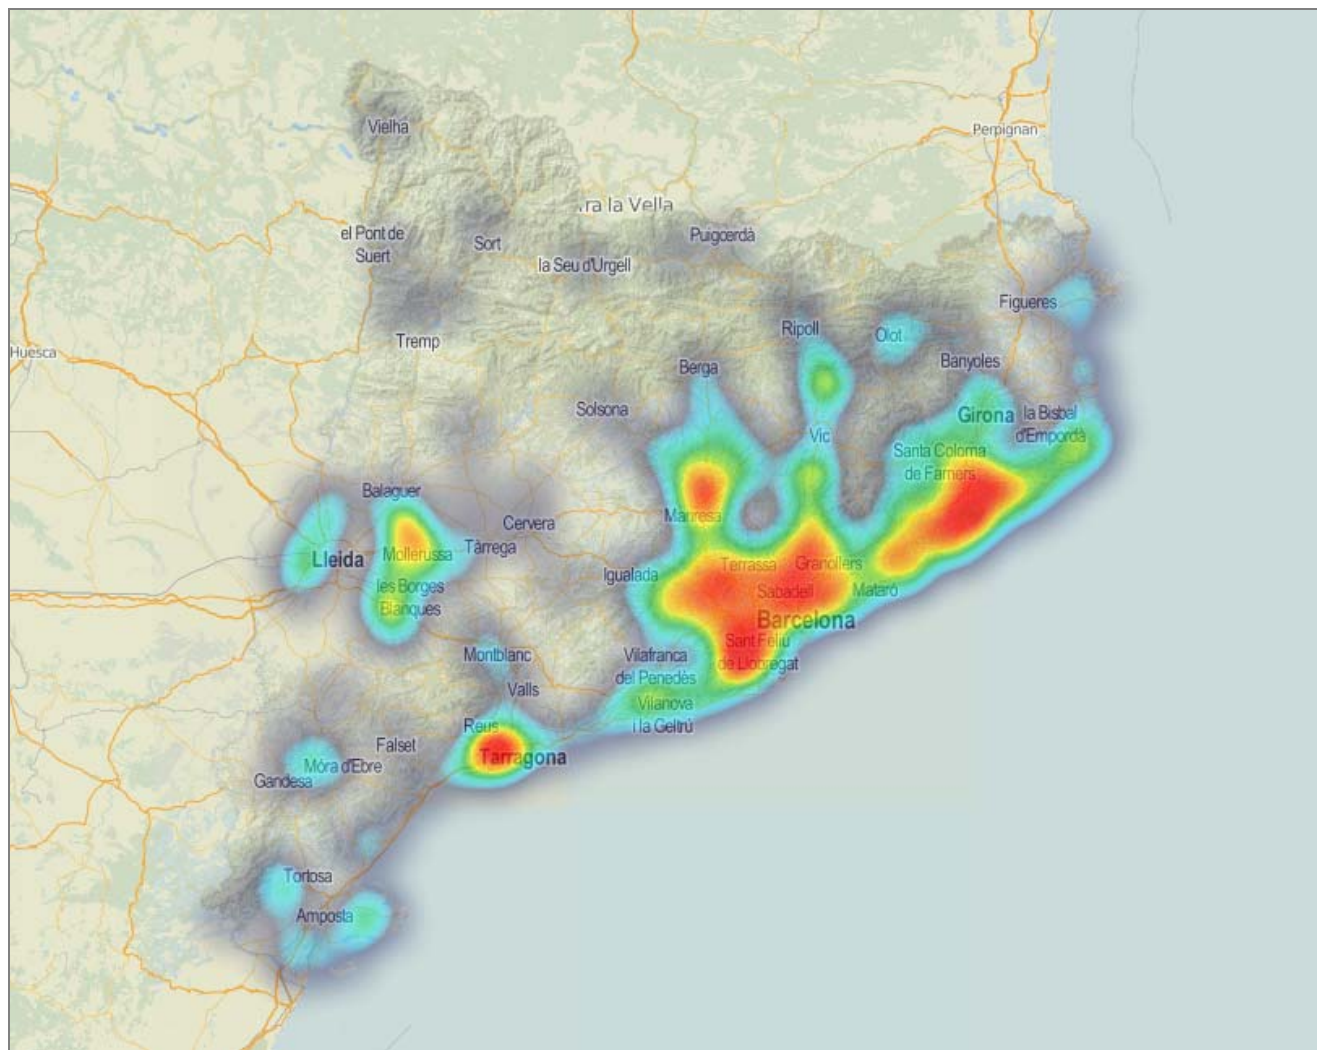 Vielha
Perpignan
rra la Vella
el Pont de
Suert
Sort
Puigcerdà
la Seu d'Urgell
Figueres
Huesca
Tremp
Ripoll
Olot
Berga
Banyoles
Solsona
Girona
la Bisbal
d'Empordà
Vic
Santa Coloma
de Farners
Balaguer
Cervera
Manresa
Lleida
Mollerussa
Tàrrega
Igualada
Terrassa
Granollers
les Borges
Blanques
Sabadell
Mataró
Barcelona
Montblanc
Vilafranca
del Penedès
Sant Feliu
de Llobregat
Valls
Vilanova
i la Geltrú
Reus
Falset
Tarragona
Móra d'Ebre
Gandesa
Tortosa
Amposta